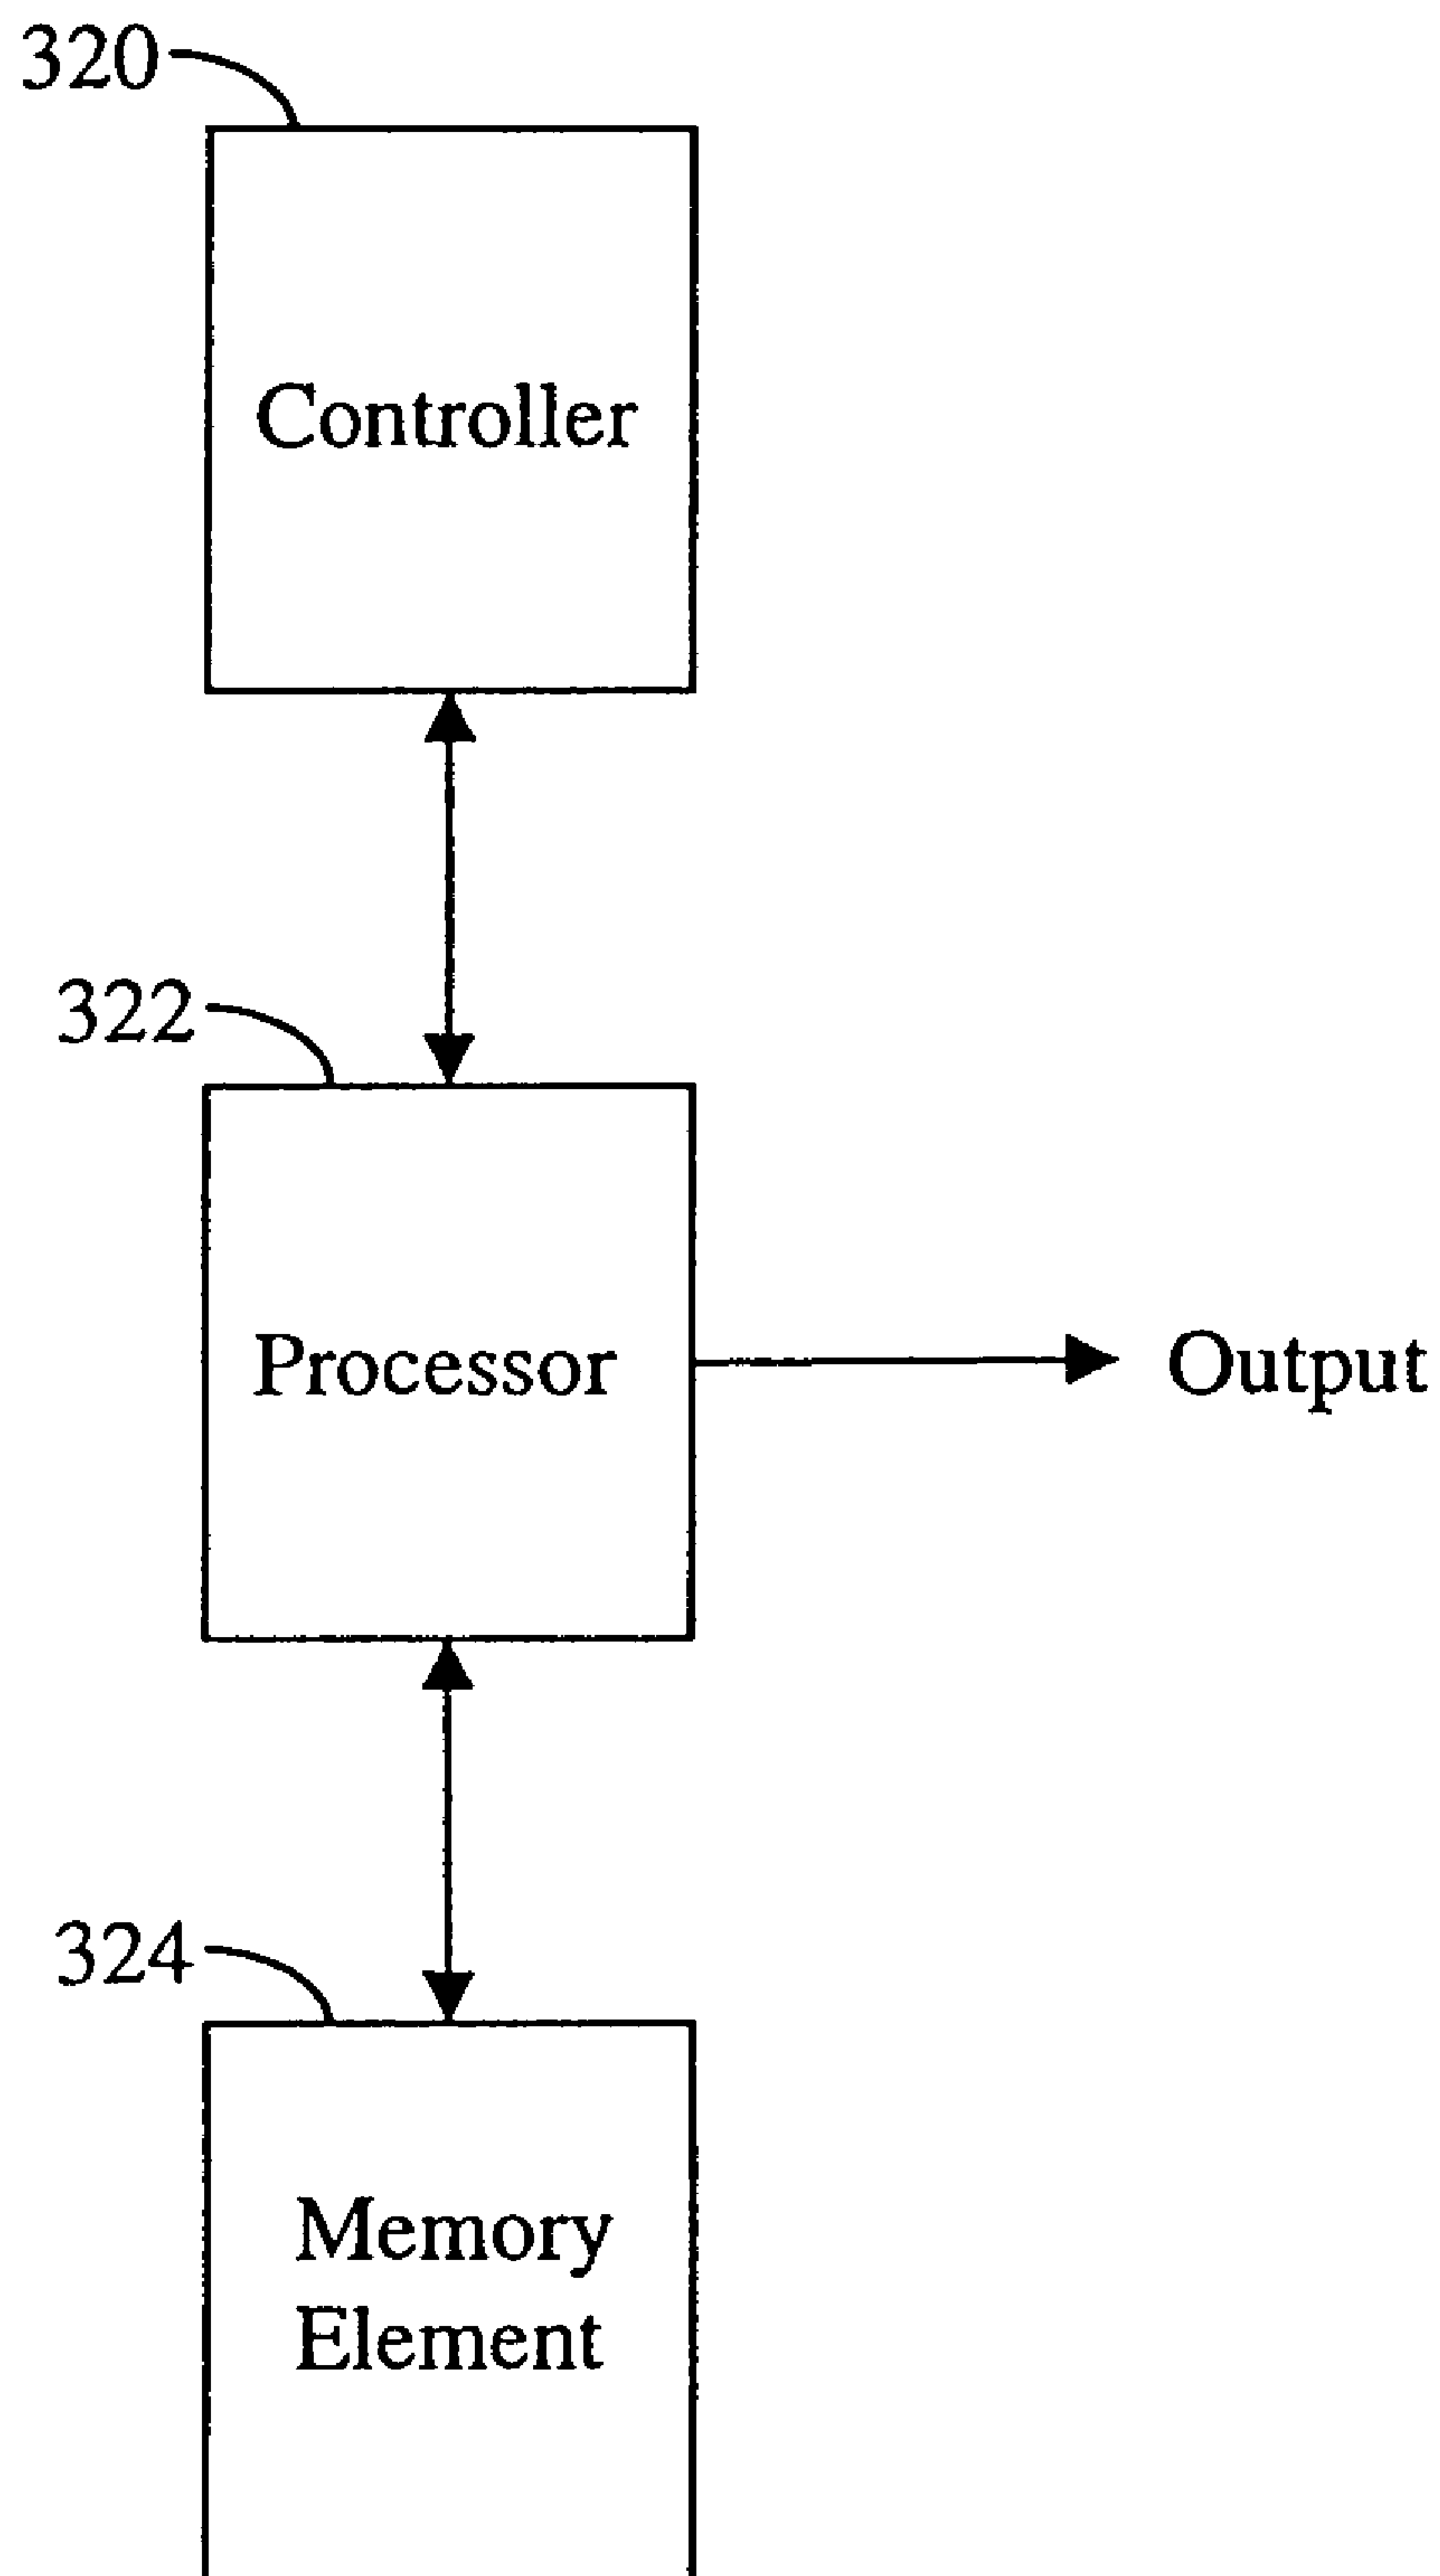 320
Controller
322
Processor
Output
324
Memory
Element